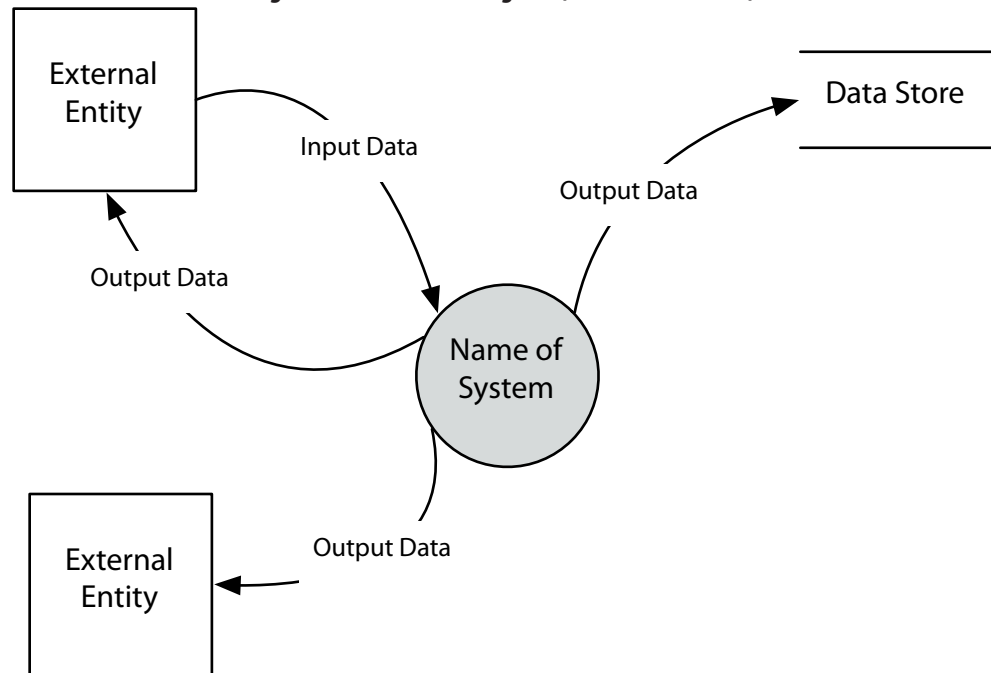 External
Entity
Data Store
Input Data
Output Data
Output Data
Name of
System
Output Data
External
Entity